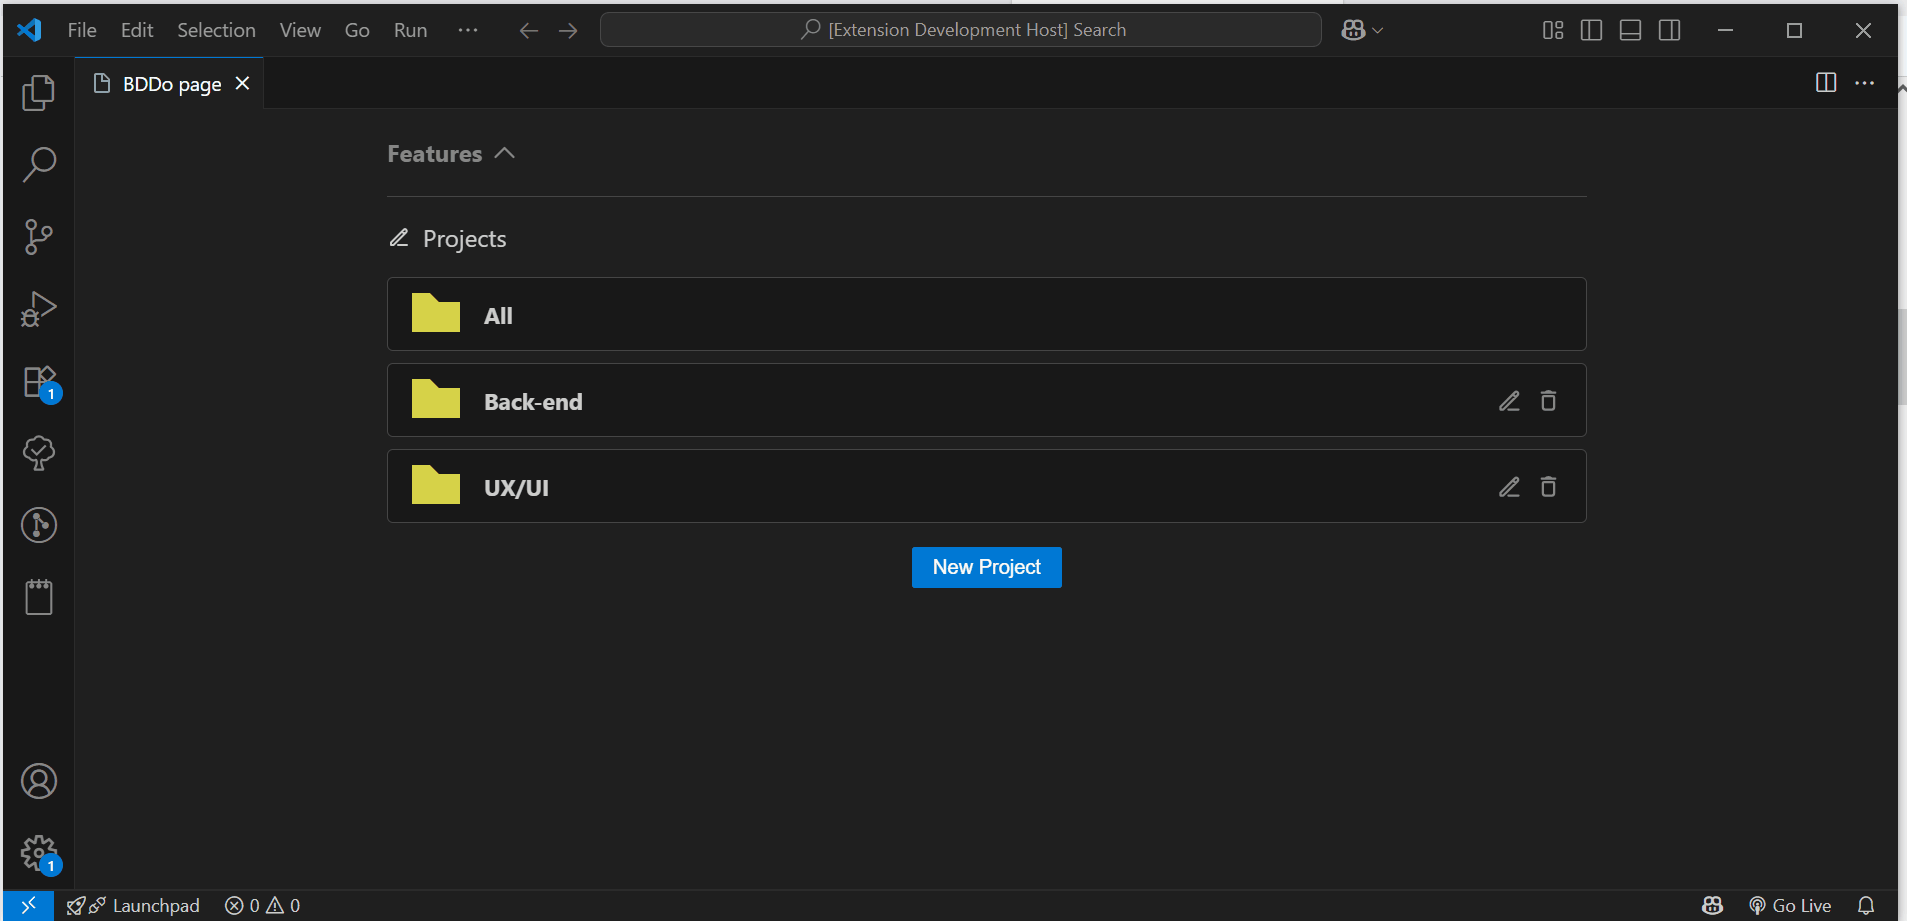 File Edit Selection View Go Run ··· [Extension Development Host] Search
BDDo page
Features
Projects
All
Back-end
UX/UI
New Project
1
1
Launchpad 0 0 Go Live